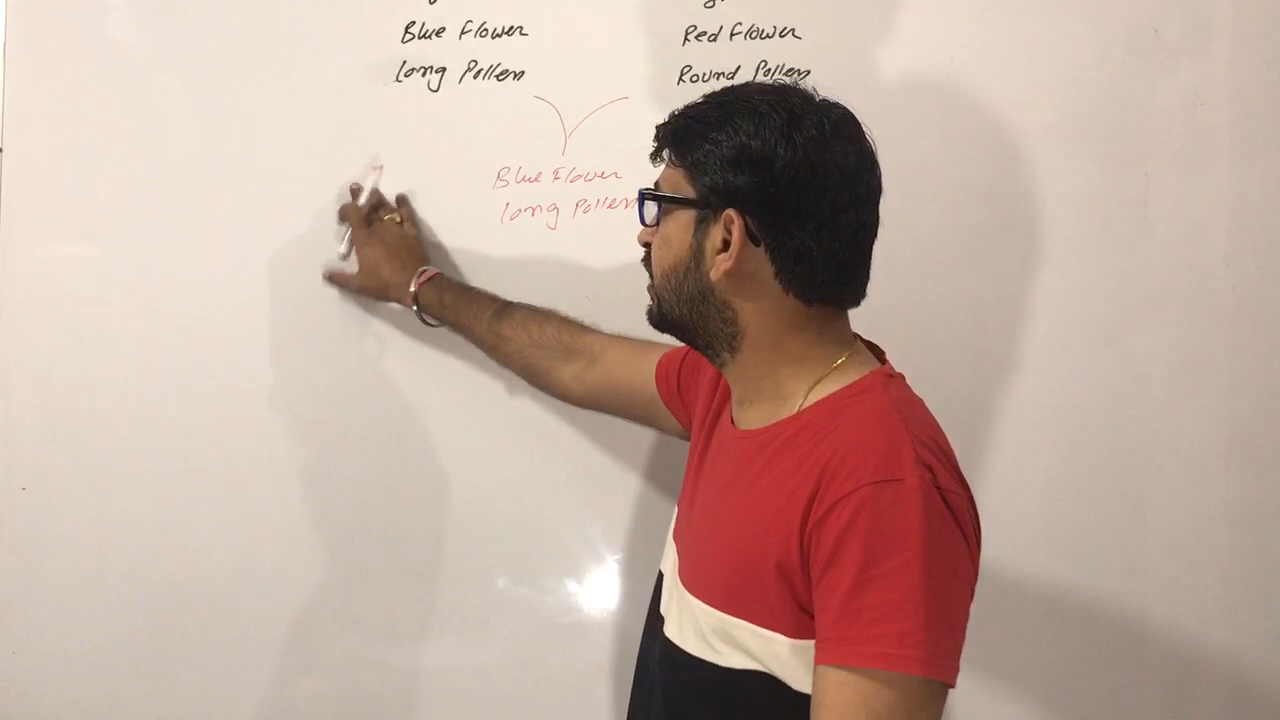 Blue Flower
Red Flower
Long Pollen
Round Pollen
Blue Flower
Long Pollen